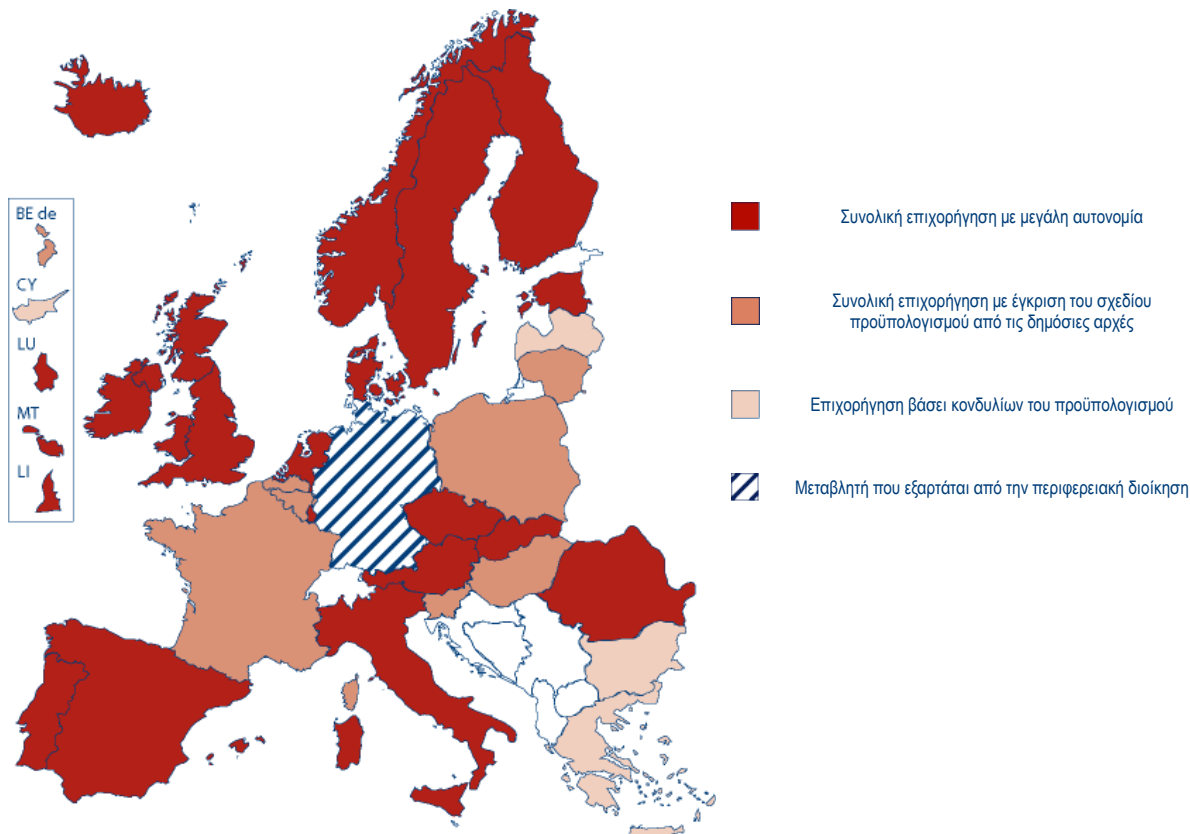 BE de
CY
LU
MT
LI
Συνολική επιχορήγηση με μεγάλη αυτονομία
Συνολική επιχορήγηση με έγκριση του σχεδίου
προϋπολογισμού από τις δημόσιες αρχές
Επιχορήγηση βάσει κονδυλίων του προϋπολογισμού
Μεταβλητή που εξαρτάται από την περιφερειακή διοίκηση